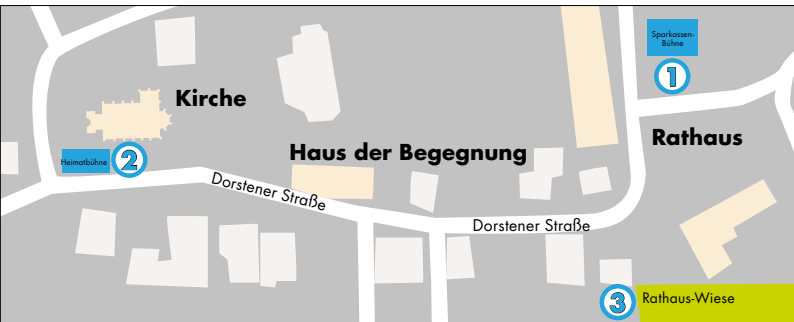 Sparkassen-
Bühne
1
Kirche
Rathaus
Haus der Begegnung
Heimatbühne
2
Dorstener Straße
Dorstener Straße
3
Rathaus-Wiese